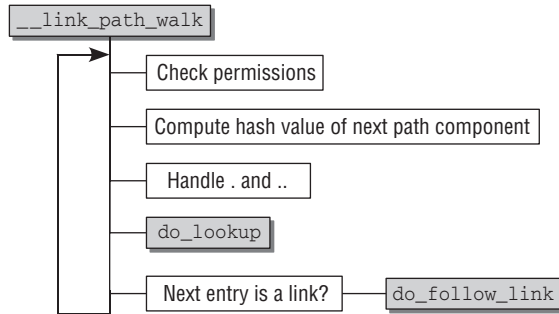 __link_path_walk
Check permissions
Compute hash value of next path component
Handle . and ..
do_lookup
Next entry is a link?
do_follow_link